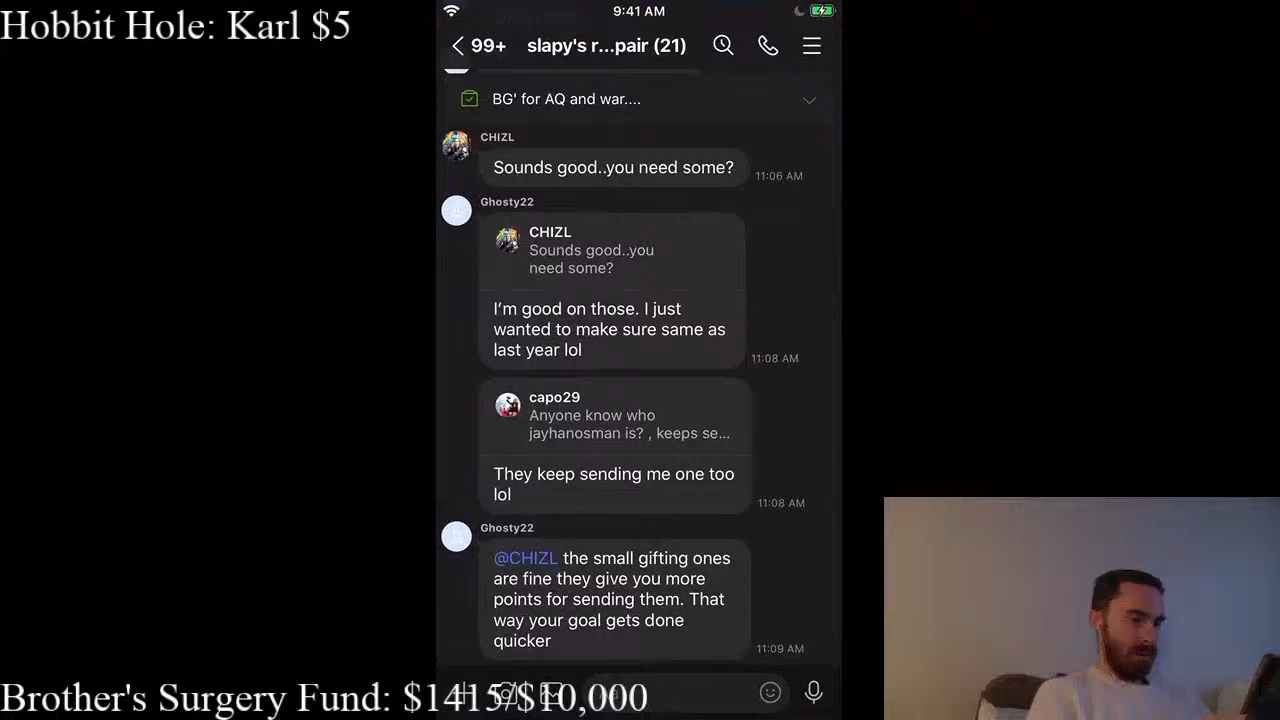 Hobbit Hole: Karl $5
9:41 AM
99+
slapy's r...pair (21)
BG' for AQ and war....
CHIZL
Sounds good..you need some?
11:06 AM
Ghosty22
CHIZL
Sounds good..you
need some?
I'm good on those. I just
wanted to make sure same as
last year lol
11:08 AM
capo29
Anyone know who
jayhanosman is? , keeps se...
They keep sending me one too
lol
11:08 AM
Ghosty22
@CHIZL the small gifting ones
are fine they give you more
points for sending them. That
way your goal gets done
quicker
11:09 AM
Brother's Surgery Fund: $1415/$10,000